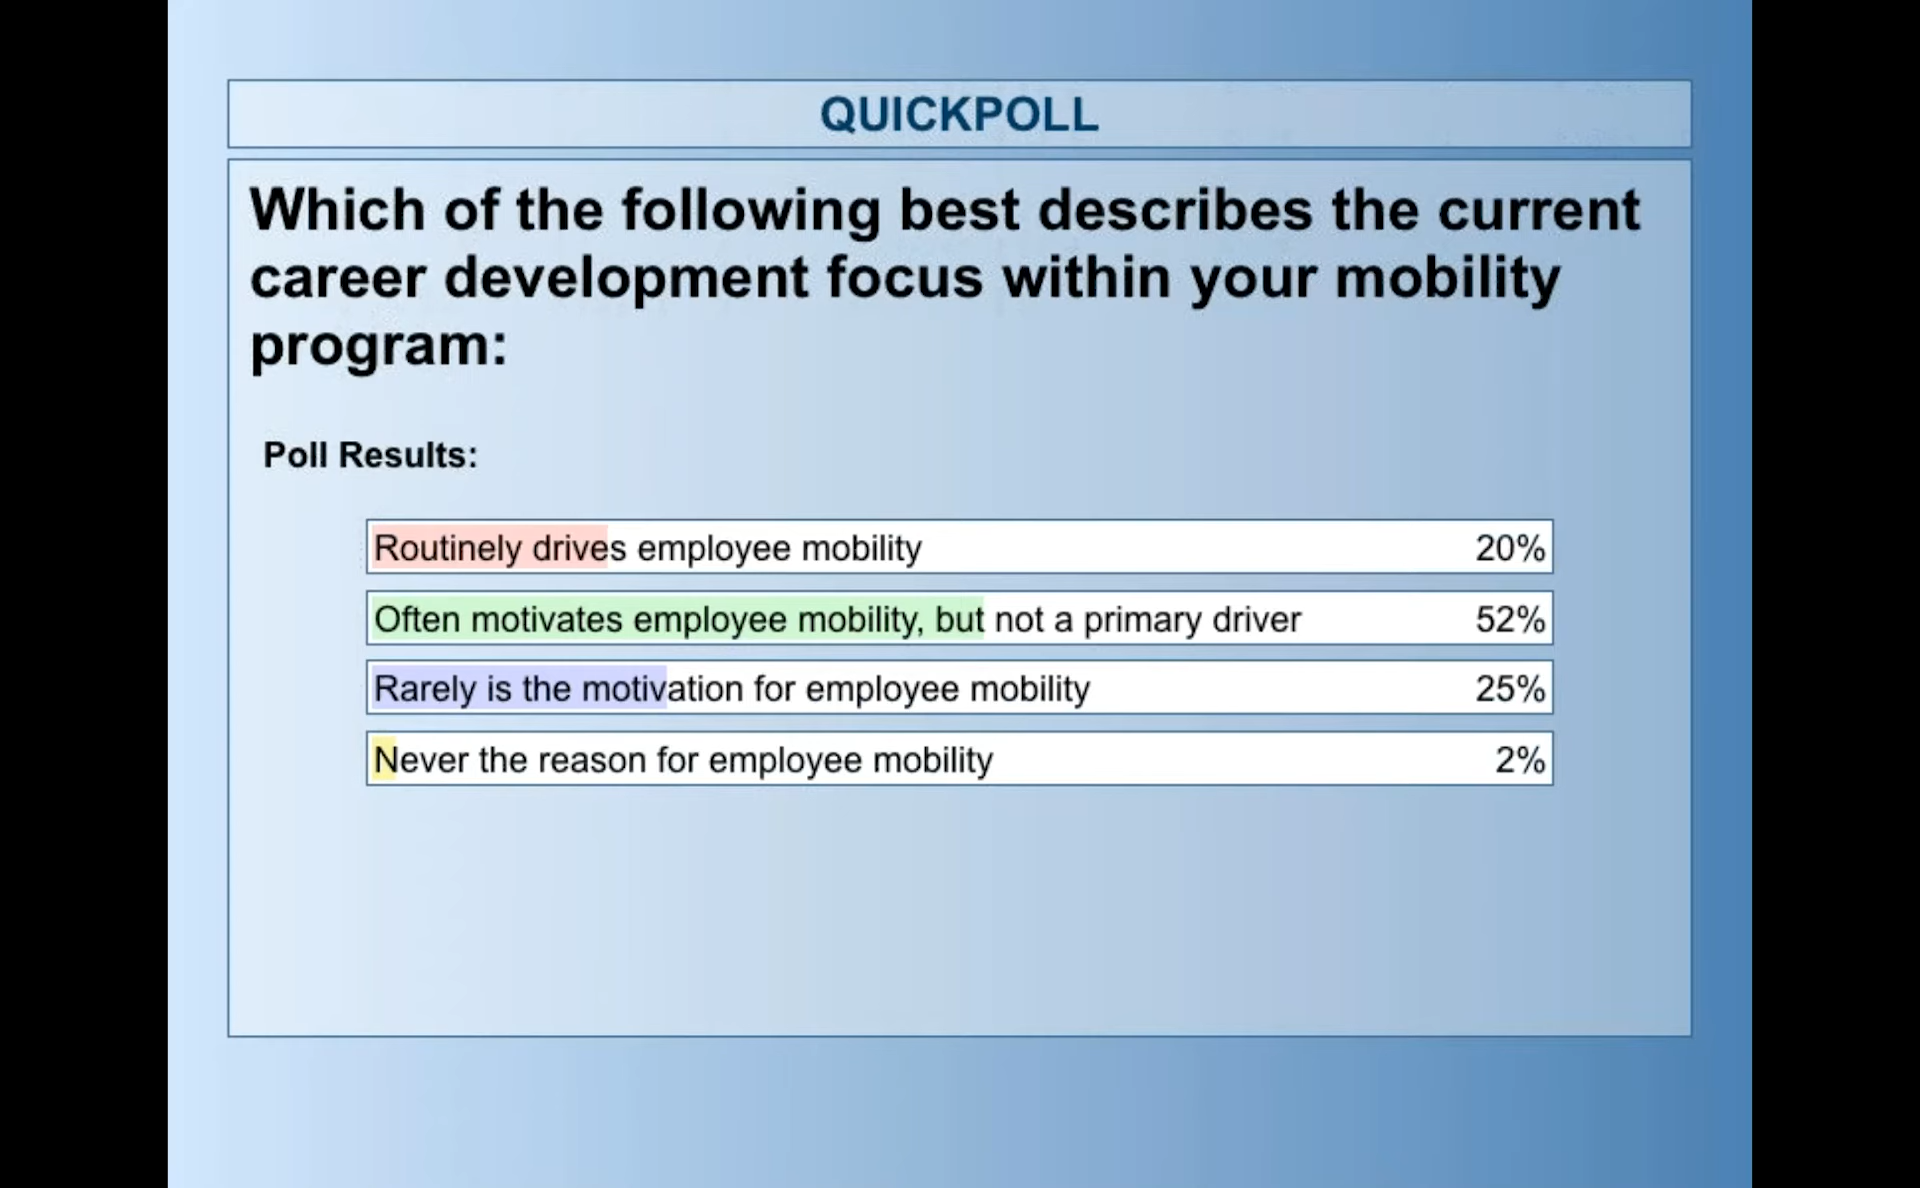 QUICKPOLL
Which of the following best describes the current
career development focus within your mobility
program:
Poll Results:
Routinely drives employee mobility 20%
Often motivates employee mobility, but not a primary driver 52%
Rarely is the motivation for employee mobility 25%
Never the reason for employee mobility 2%